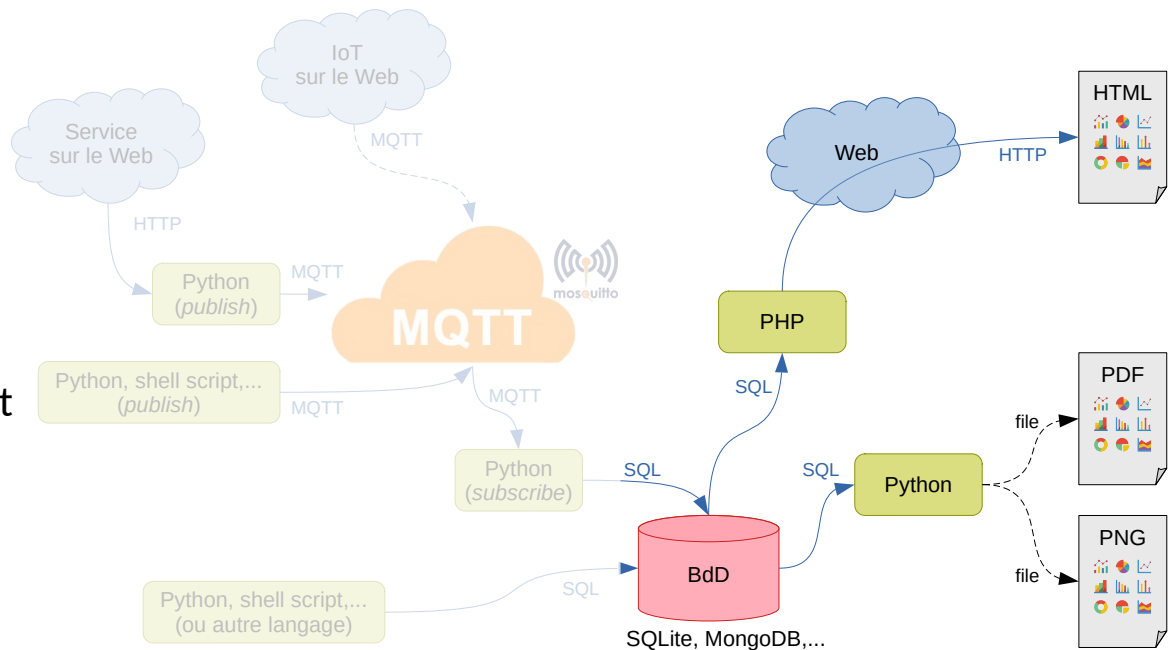 IoT
sur le Web
Service
sur le Web
MQTT
HTTP
Web
HTTP
HTML
Python
(publish)
MQTT
MQTT
mosquitto
PHP
Python, shell script,...
(publish)
MQTT
t
MQTT
SQL
PDF
file
Python
(subscribe)
SQL
SQL
Python
BdD
PNG
file
SQL
Python, shell script,...
(ou autre langage)
SQLite, MongoDB,...